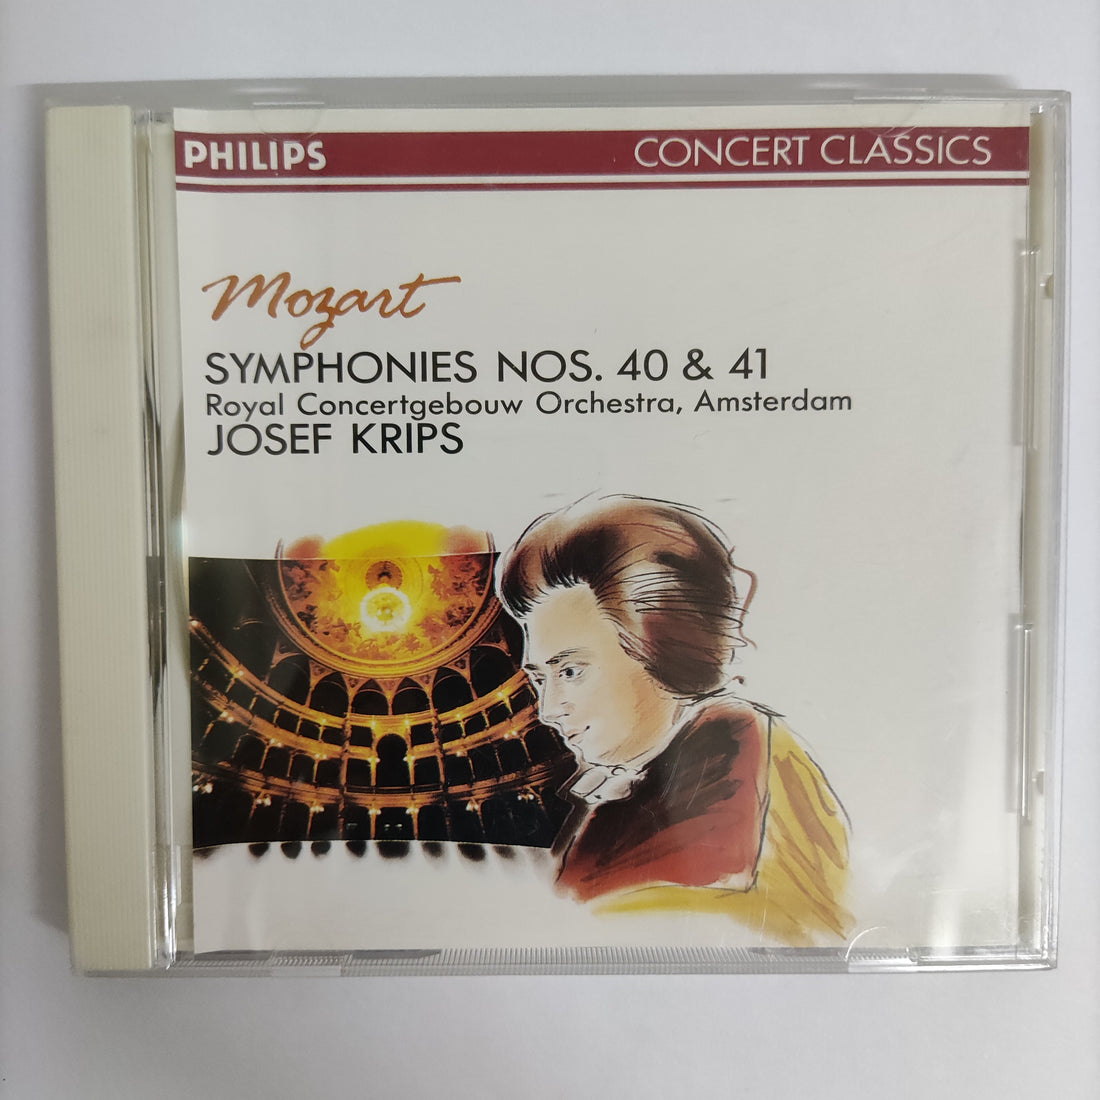 PHILIPS
CONCERT CLASSICS
Mozart
SYMPHONIES NOS. 40 & 41
Royal Concertgebouw Orchestra, Amsterdam
JOSEF KRIPS